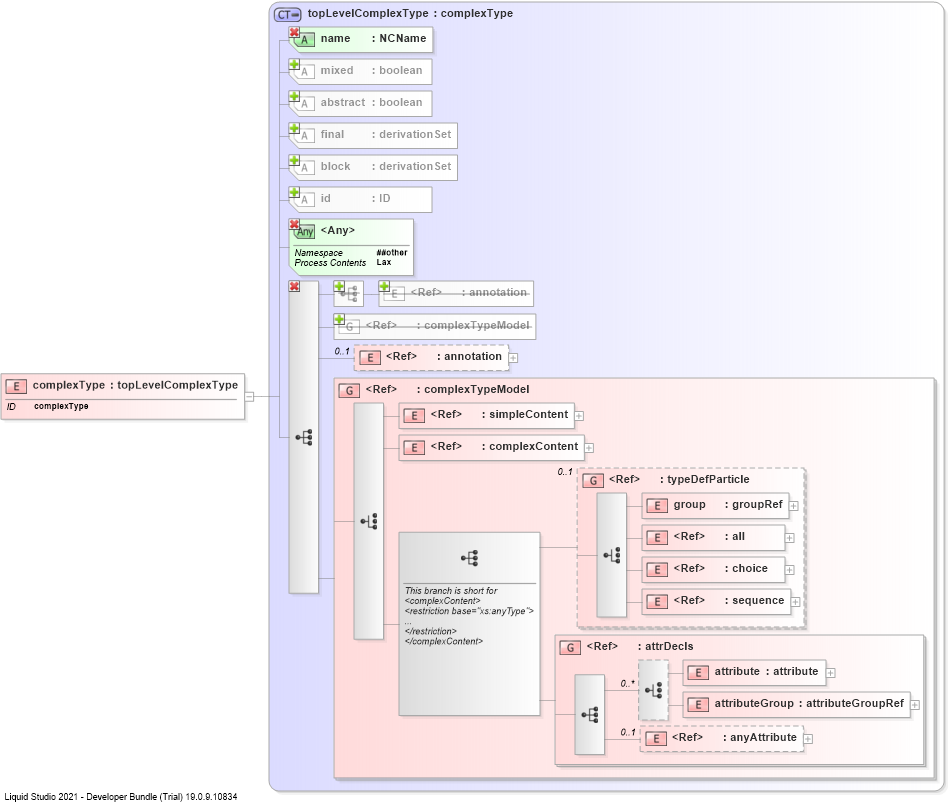 CT topLevelComplexType : complexType
A name : NCName
A mixed : boolean
A abstract : boolean
A final : derivationSet
A block : derivationSet
A id : ID
Any <Any>
Namespace ##other
Process Contents Lax
E <Ref> : annotation
G <Ref> : complexTypeModel
0..1 E <Ref> : annotation
E complexType : topLevelComplexType
ID complexType
G <Ref> : complexTypeModel
E <Ref> : simpleContent
E <Ref> : complexContent
0..1 G <Ref> : typeDefParticle
E group : groupRef
E <Ref> : all
E <Ref> : choice
E <Ref> : sequence
This branch is short for
<complexContent>
<restriction base="xs:anyType">
...
</restriction>
</complexContent>
G <Ref> : attrDecls
0..*
E attribute : attribute
E attributeGroup : attributeGroupRef
0..1 E <Ref> : anyAttribute
Liquid Studio 2021 - Developer Bundle (Trial) 19.0.9.10834